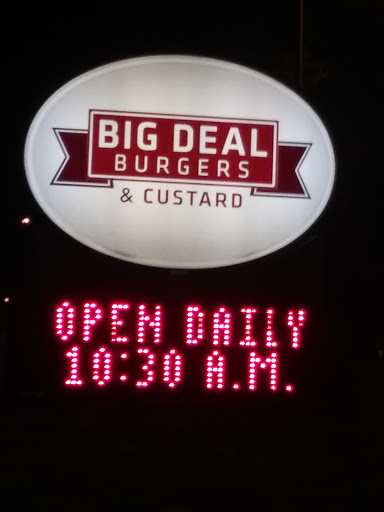 BIG DEAL
BURGERS
& CUSTARD
OPEN DAILY
10:30 A.M.